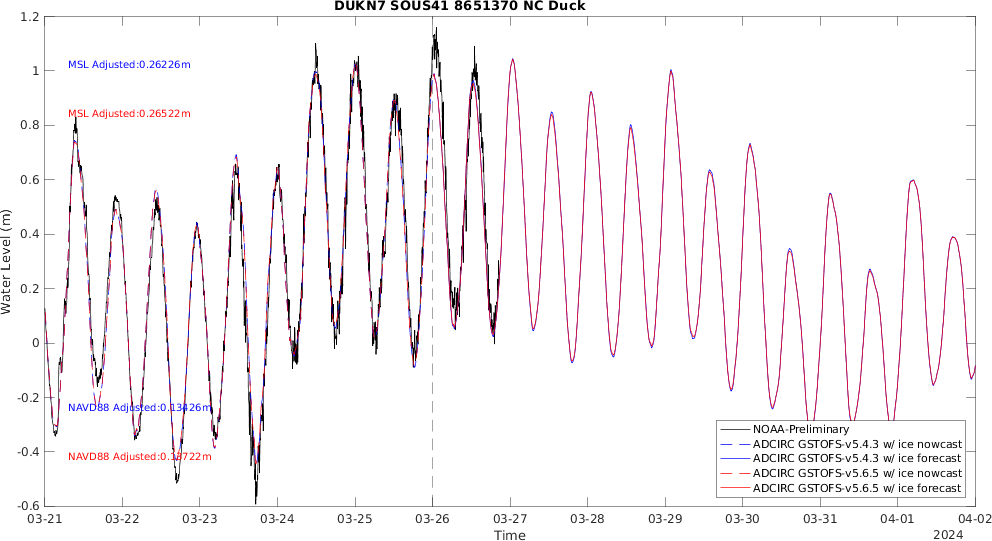 DUKN7 SOUS41 8651370 NC Duck
1.2
1
0.8
0.6
0.4
0.2
0
-0.2
-0.4
-0.6
Water Level (m)
MSL Adjusted:0.26226m
MSL Adjusted:0.26522m
NAVD88 Adjusted:0.13426m
NAVD88 Adjusted:0.13722m
NOAA-Preliminary
ADCIRC GSTOFS-v5.4.3 w/ ice nowcast
ADCIRC GSTOFS-v5.4.3 w/ ice forecast
ADCIRC GSTOFS-v5.6.5 w/ ice nowcast
ADCIRC GSTOFS-v5.6.5 w/ ice forecast
03-21 03-22 03-23 03-24 03-25 03-26 03-27 03-28 03-29 03-30 03-31 04-01 04-02
2024
Time